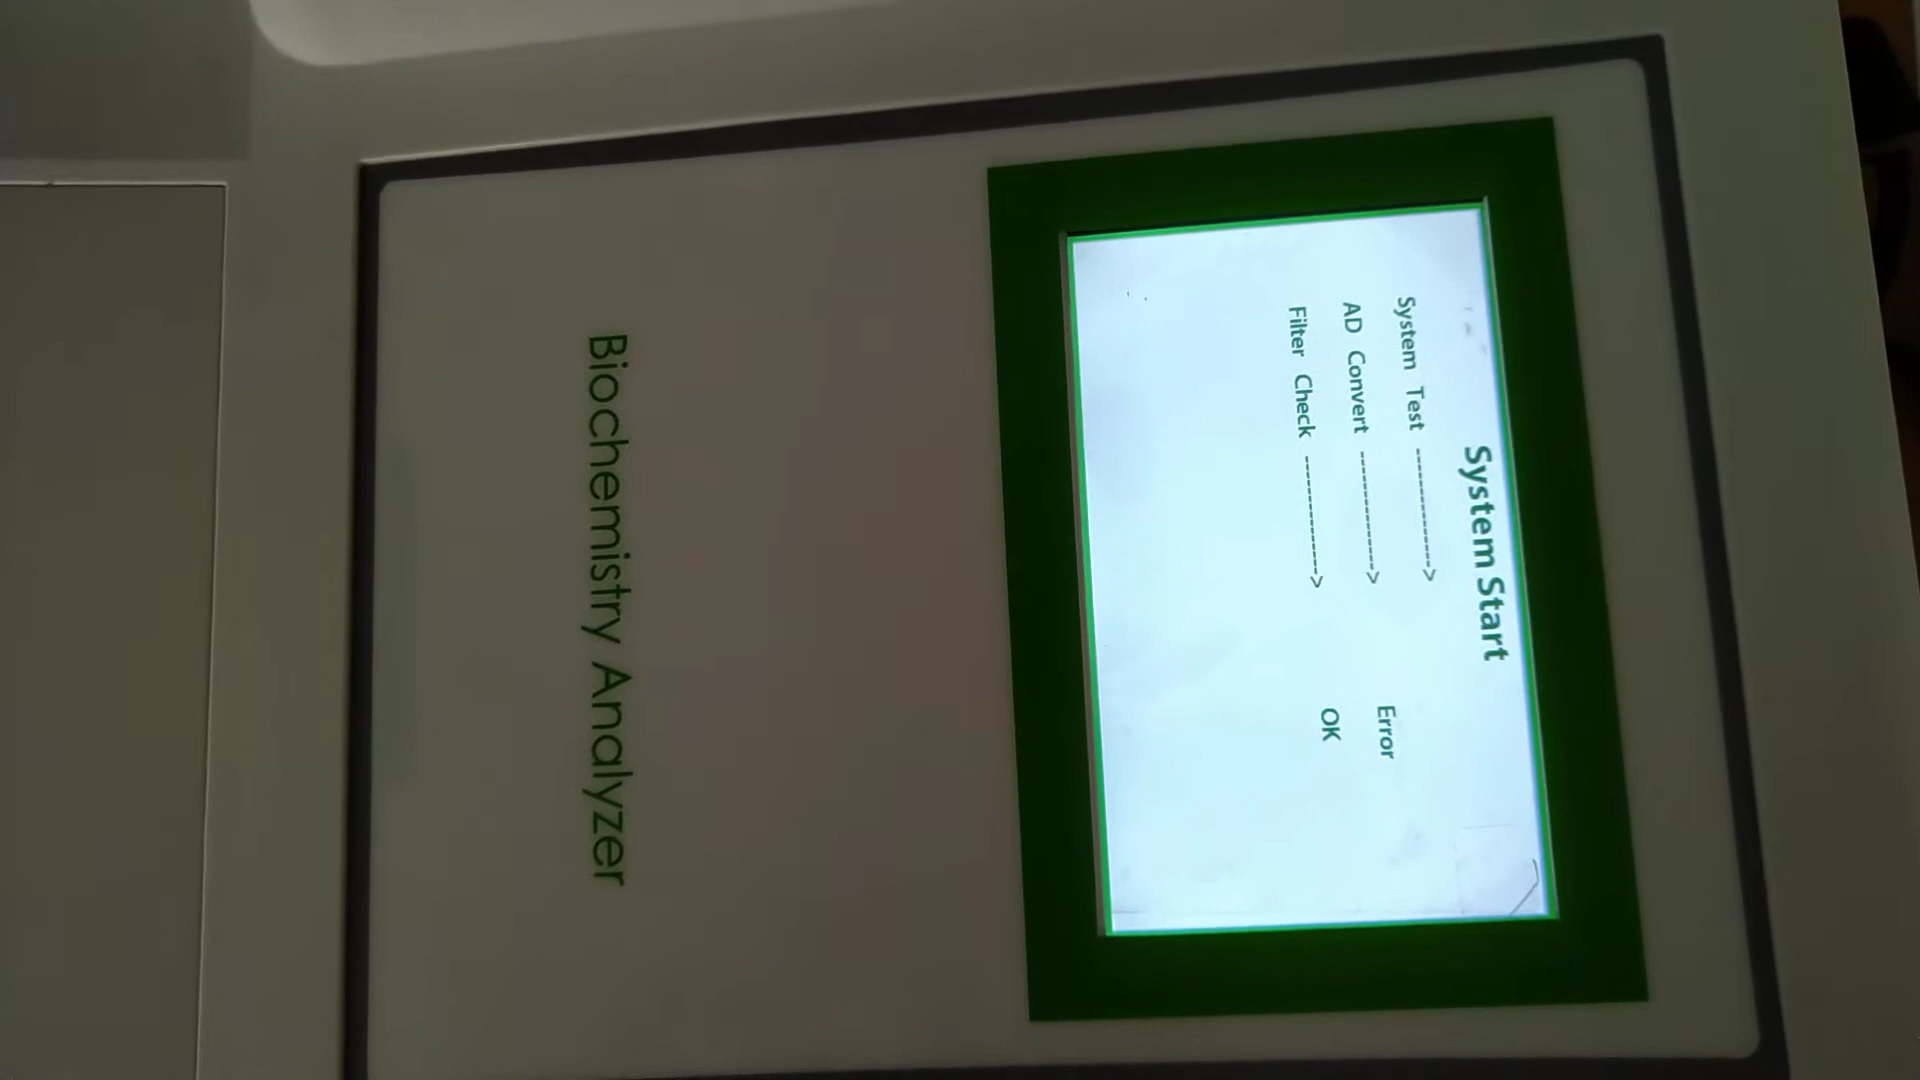 System Start
System Test ------------->
AD Convert -------------> Error
Filter Check -------------> OK
Biochemistry Analyzer